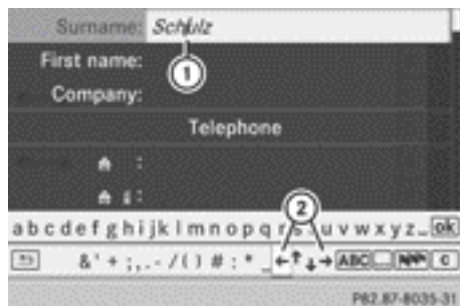 Surname: Schulz
1
First name:
Company:
Telephone
:
:
2
a b c d e f g h i j k l m n o p q r s u v w x y z _ ok
& ' + ; , . - / ( ) # : * _ ← ↑ ↓ → ABC c
P82.87-8035-31